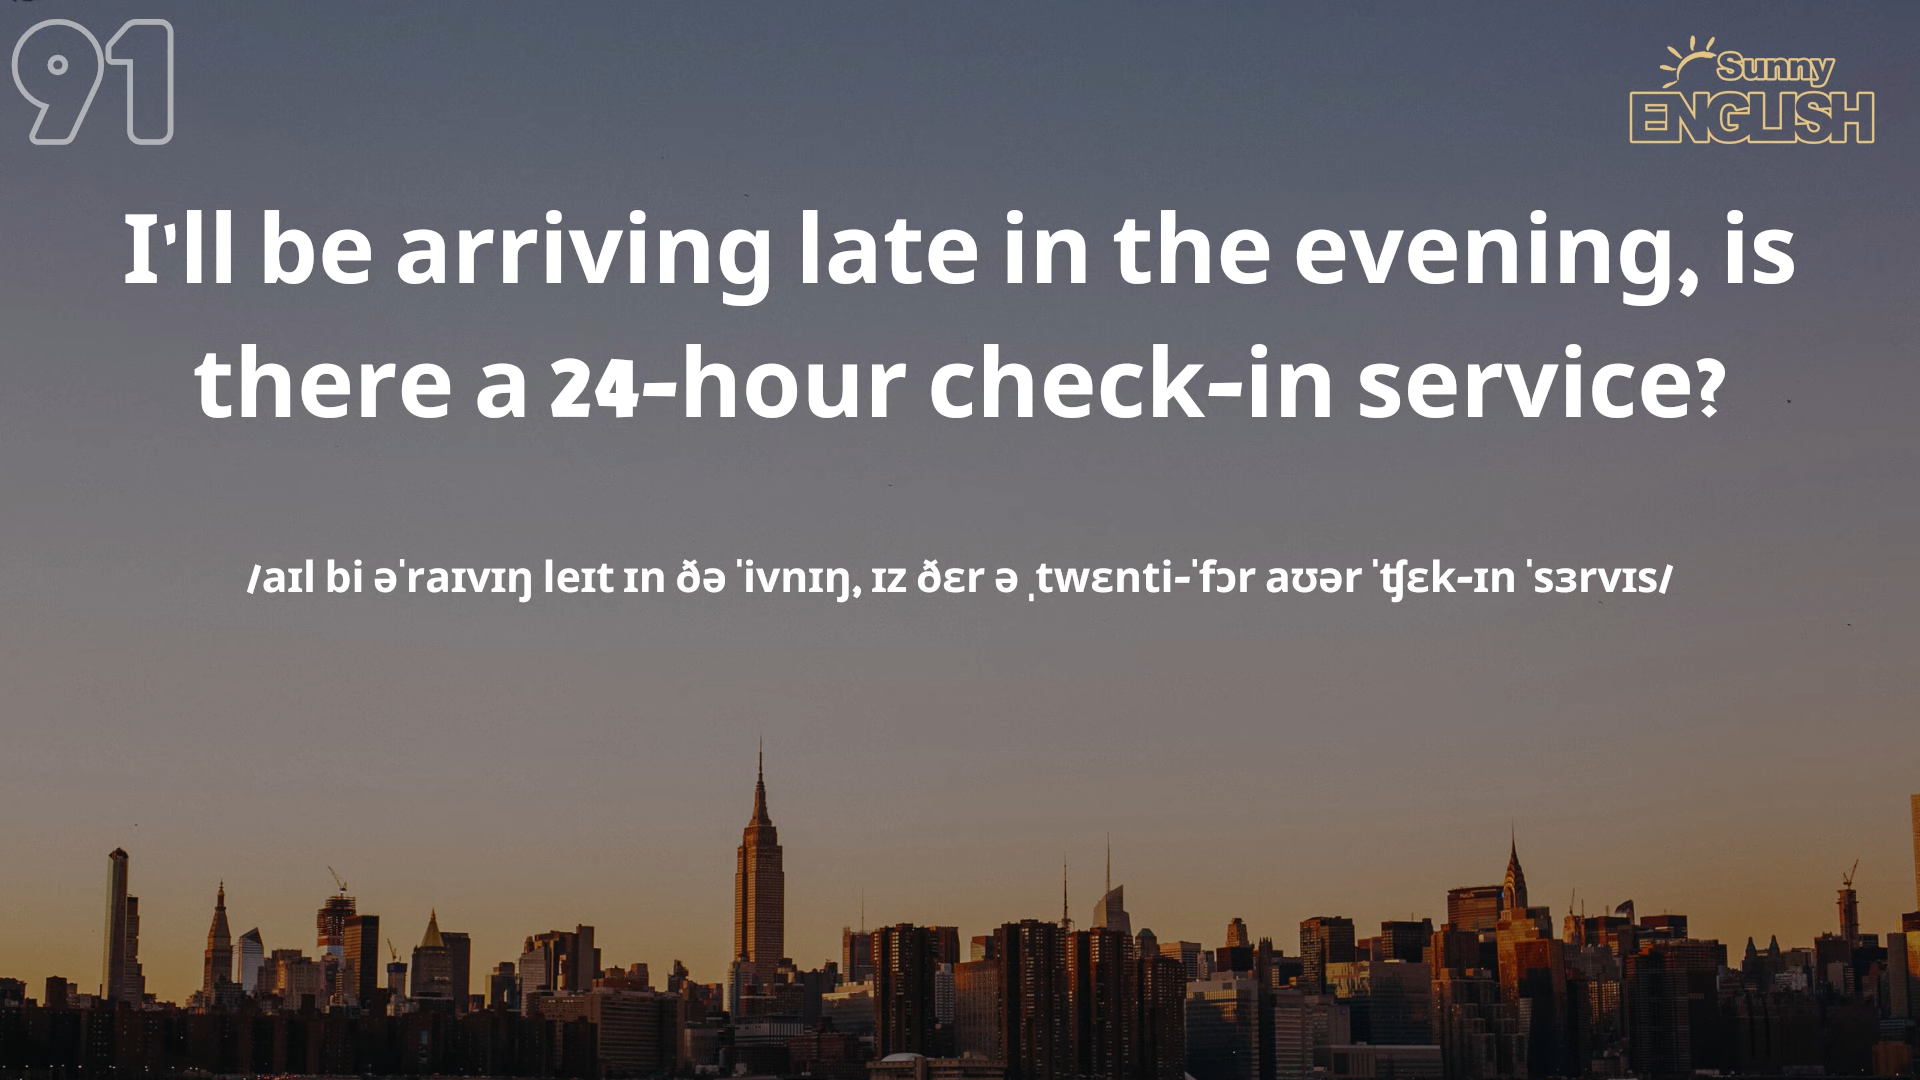 91
Sunny
ENGLISH
I'll be arriving late in the evening, is
there a 24-hour check-in service?
/aɪl bi əˈraɪvɪŋ leɪt ɪn ðə ˈivnɪŋ, ɪz ðɛr ə ˌtwɛnti-ˈfɔr aʊər ˈʧɛk-ɪn ˈsɜrvɪs/